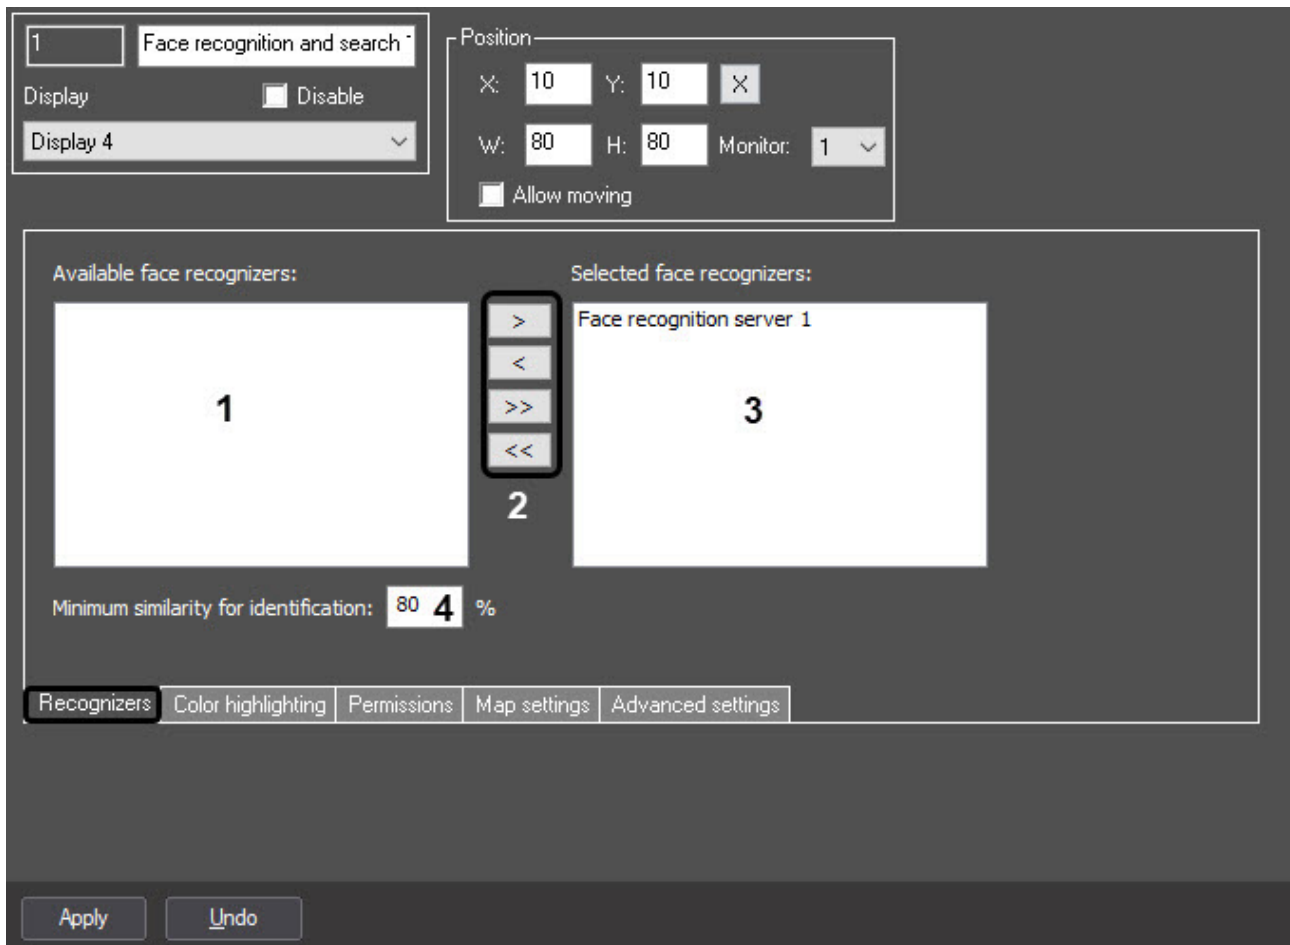 1
Face recognition and search
Display
Disable
Display 4
Position
X: 10 Y: 10 X
W: 80 H: 80 Monitor: 1
Allow moving
Available face recognizers:
Selected face recognizers:
Face recognition server 1
>
<
>>
<<
1
2
3
Minimum similarity for identification: 80 4 %
Recognizers Color highlighting Permissions Map settings Advanced settings
Apply Undo